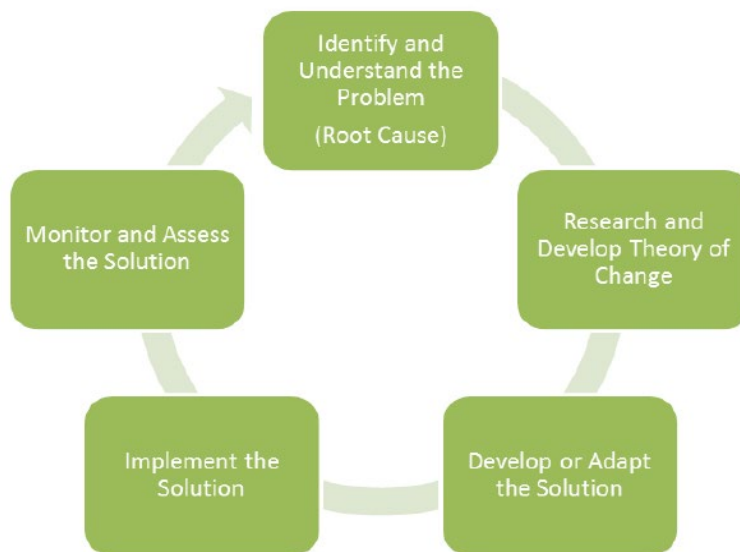 Identify and
Understand the
Problem
(Root Cause)
Research and
Develop Theory of
Change
Develop or Adapt
the Solution
Implement the
Solution
Monitor and Assess
the Solution